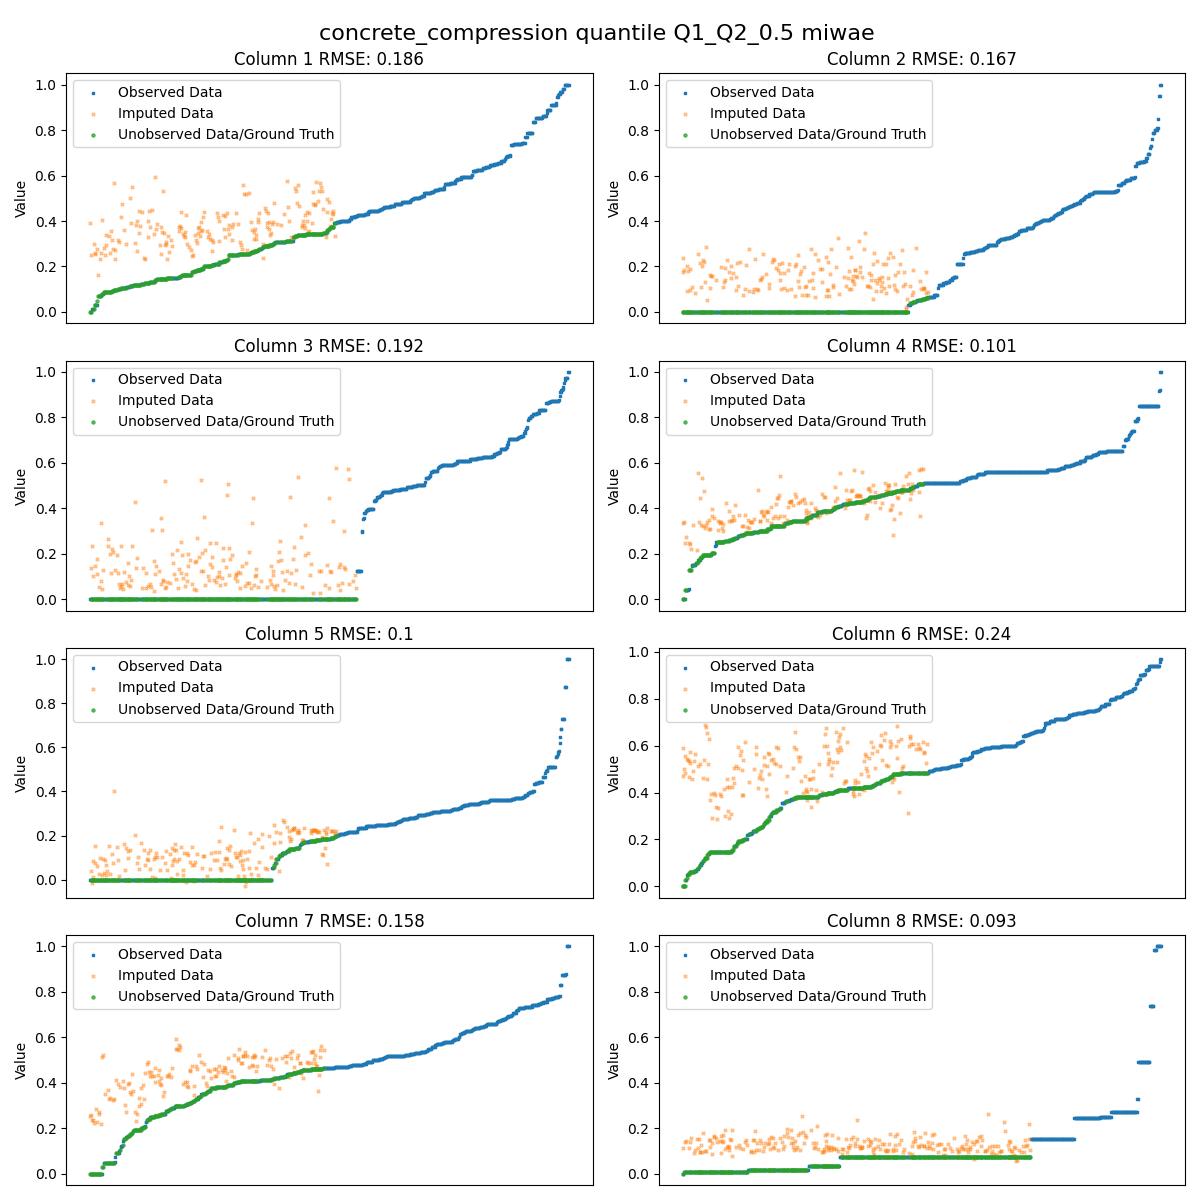 concrete_compression quantile Q1_Q2_0.5 miwae
Column 1 RMSE: 0.186
Value
1.0
0.8
0.6
0.4
0.2
0.0
Observed Data
Imputed Data
Unobserved Data/Ground Truth
Column 2 RMSE: 0.167
Value
1.0
0.8
0.6
0.4
0.2
0.0
Observed Data
Imputed Data
Unobserved Data/Ground Truth
Column 3 RMSE: 0.192
Value
1.0
0.8
0.6
0.4
0.2
0.0
Observed Data
Imputed Data
Unobserved Data/Ground Truth
Column 4 RMSE: 0.101
Value
1.0
0.8
0.6
0.4
0.2
0.0
Observed Data
Imputed Data
Unobserved Data/Ground Truth
Column 5 RMSE: 0.1
Value
1.0
0.8
0.6
0.4
0.2
0.0
Observed Data
Imputed Data
Unobserved Data/Ground Truth
Column 6 RMSE: 0.24
Value
1.0
0.8
0.6
0.4
0.2
0.0
Observed Data
Imputed Data
Unobserved Data/Ground Truth
Column 7 RMSE: 0.158
Value
1.0
0.8
0.6
0.4
0.2
0.0
Observed Data
Imputed Data
Unobserved Data/Ground Truth
Column 8 RMSE: 0.093
Value
1.0
0.8
0.6
0.4
0.2
0.0
Observed Data
Imputed Data
Unobserved Data/Ground Truth